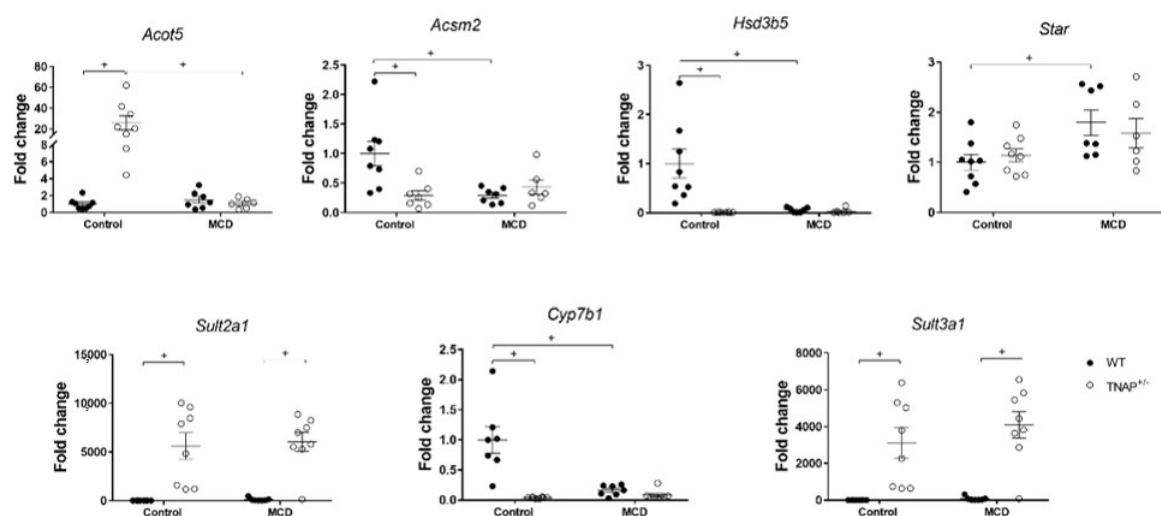 Acot5
Fold change
80
60
40
20
8
6
4
2
0
+
+
Control
MCD
Acsm2
Fold change
2.5
2.0
1.5
1.0
0.5
0.0
+
+
Control
MCD
Hsd3b5
Fold change
3
2
1
0
+
+
Control
MCD
Star
Fold change
3
2
1
0
+
Control
MCD
Sult2a1
Fold change
15000
10000
5000
0
+
+
Control
MCD
Cyp7b1
Fold change
2.5
2.0
1.5
1.0
0.5
0.0
+
+
Control
MCD
Sult3a1
Fold change
8000
6000
4000
2000
0
+
+
Control
MCD
WT
TNAP+/-